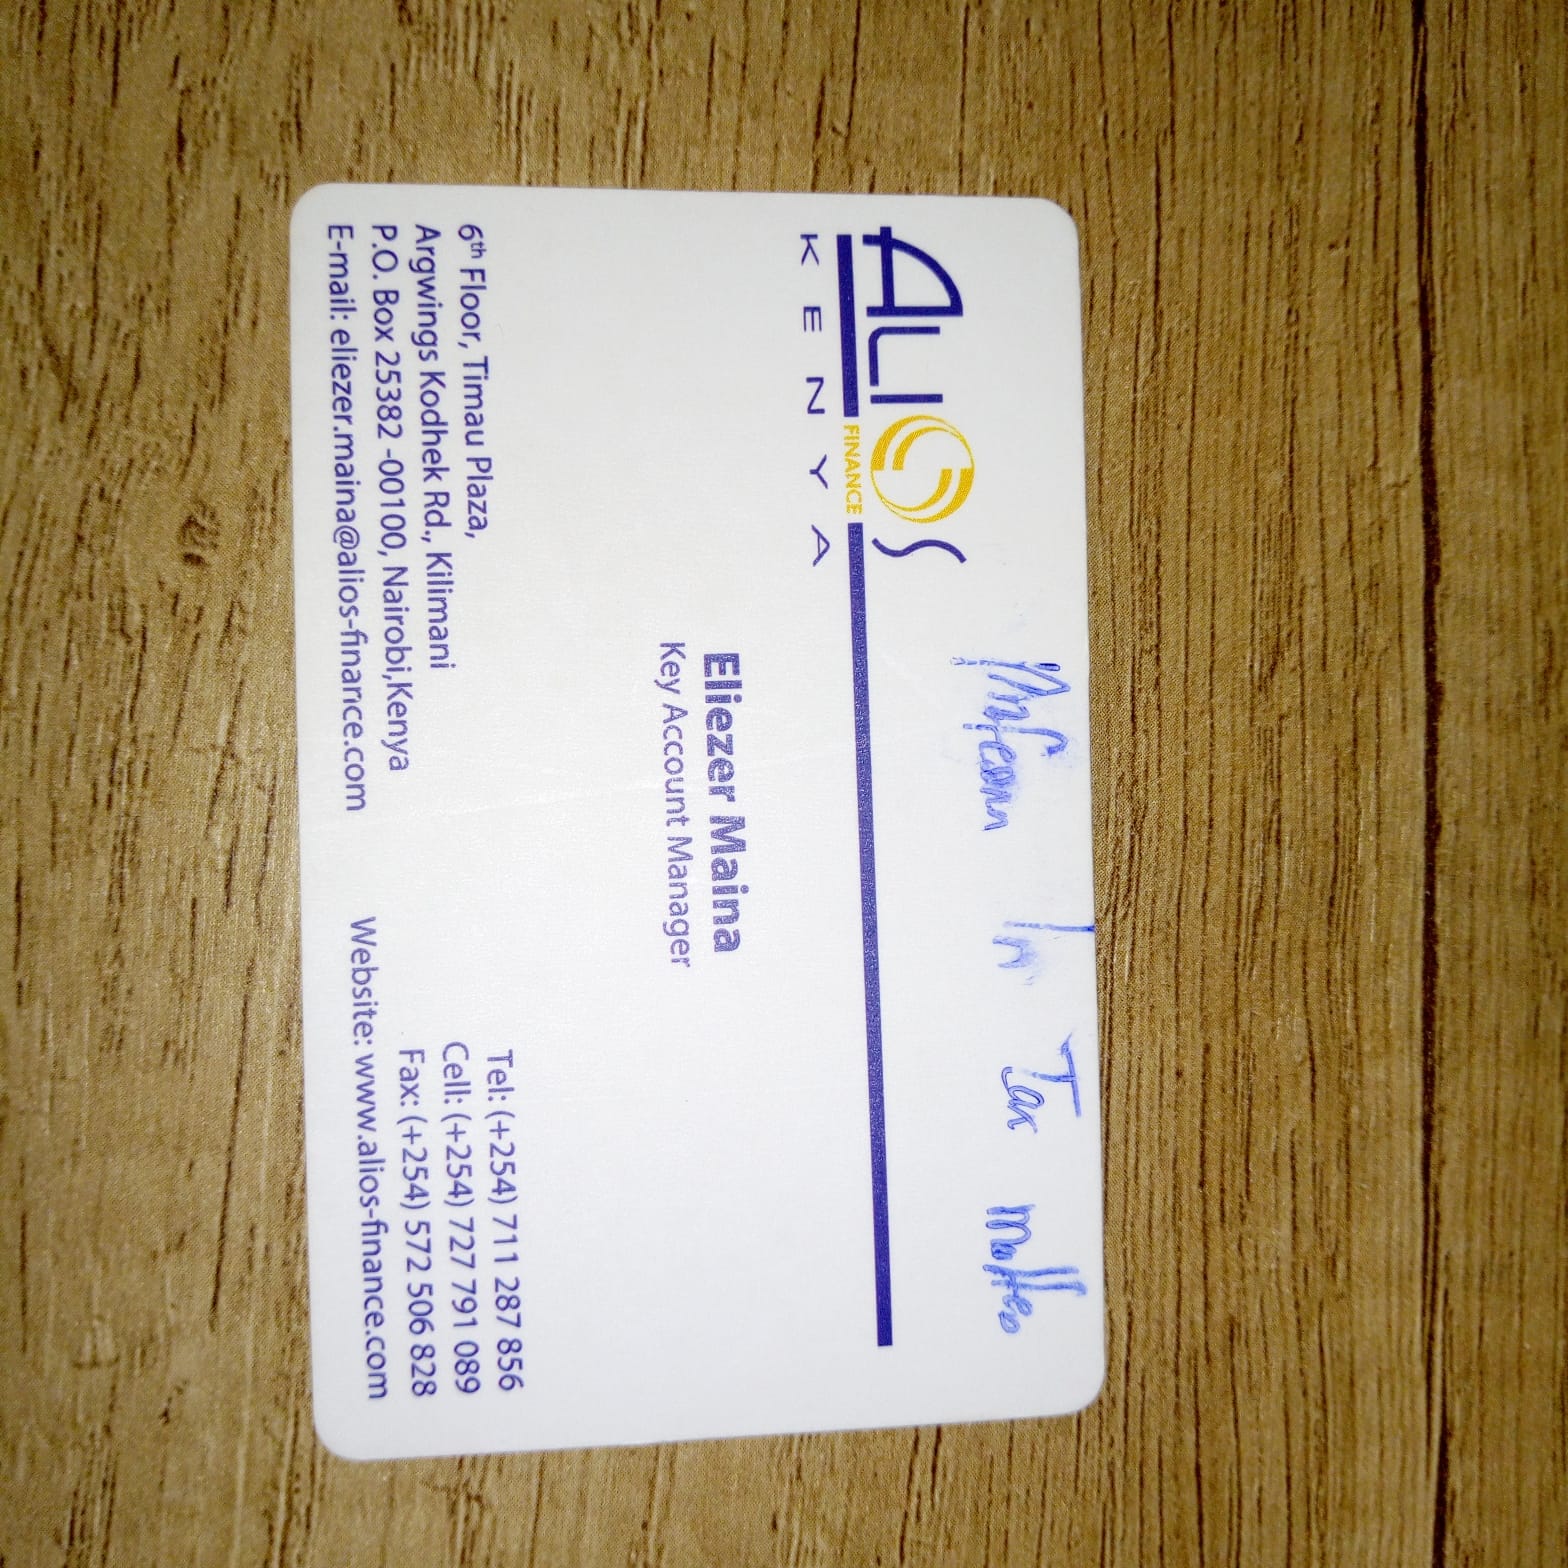 Tax matters
ALIOS
FINANCE
KENYA
Eliezer Maina
Key Account Manager
6th Floor, Timau Plaza,
Argwings Kodhek Rd., Kilimani
P.O. Box 25382 -00100, Nairobi,Kenya
E-mail: eliezer.maina@alios-finance.com
Tel: (+254) 711 287 856
Cell: (+254) 727 791 089
Fax: (+254) 572 506 828
Website: www.alios-finance.com